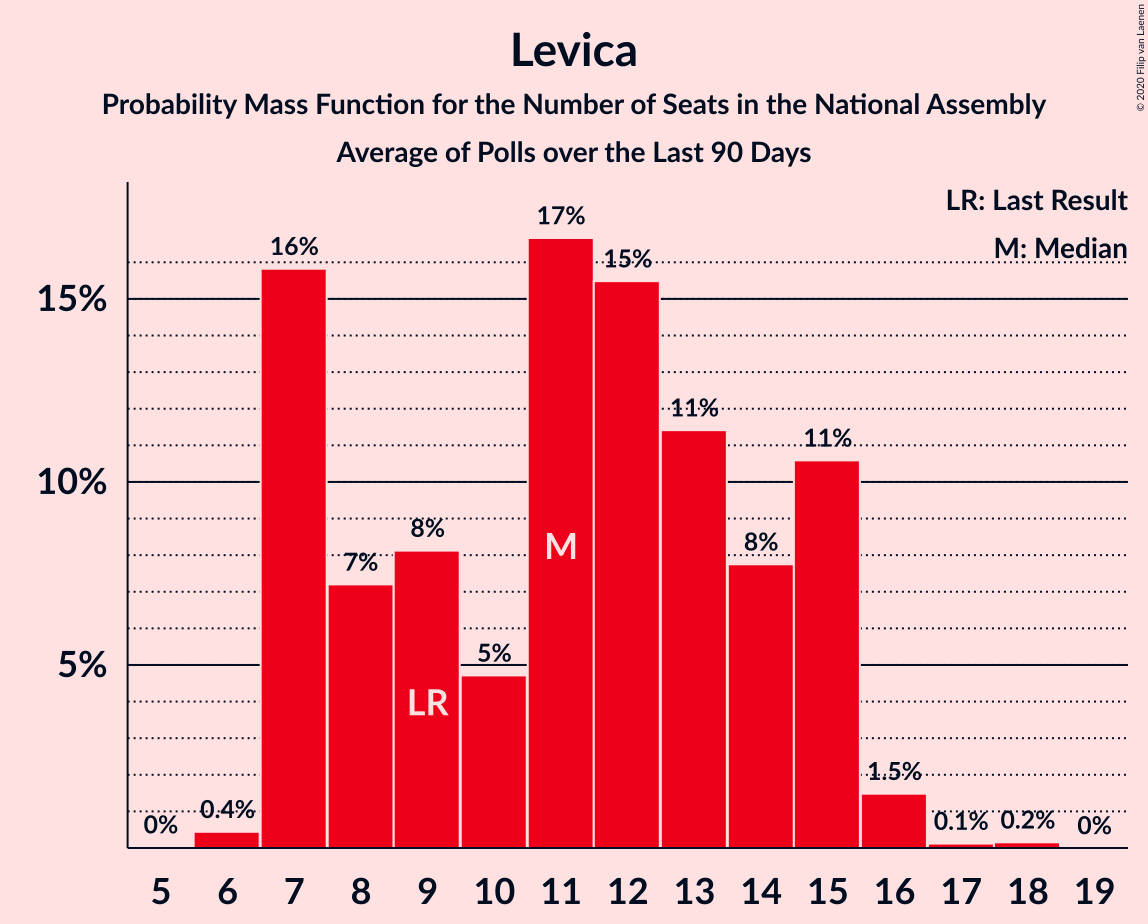 Levica
Probability Mass Function for the Number of Seats in the National Assembly
Average of Polls over the Last 90 Days
© 2020 Filip van Laenen
LR: Last Result
M: Median
15%
10%
5%
0%
0.4%
16%
7%
8%
5%
17%
15%
11%
8%
11%
1.5%
0.1%
0.2%
0%
LR
M
5 6 7 8 9 10 11 12 13 14 15 16 17 18 19